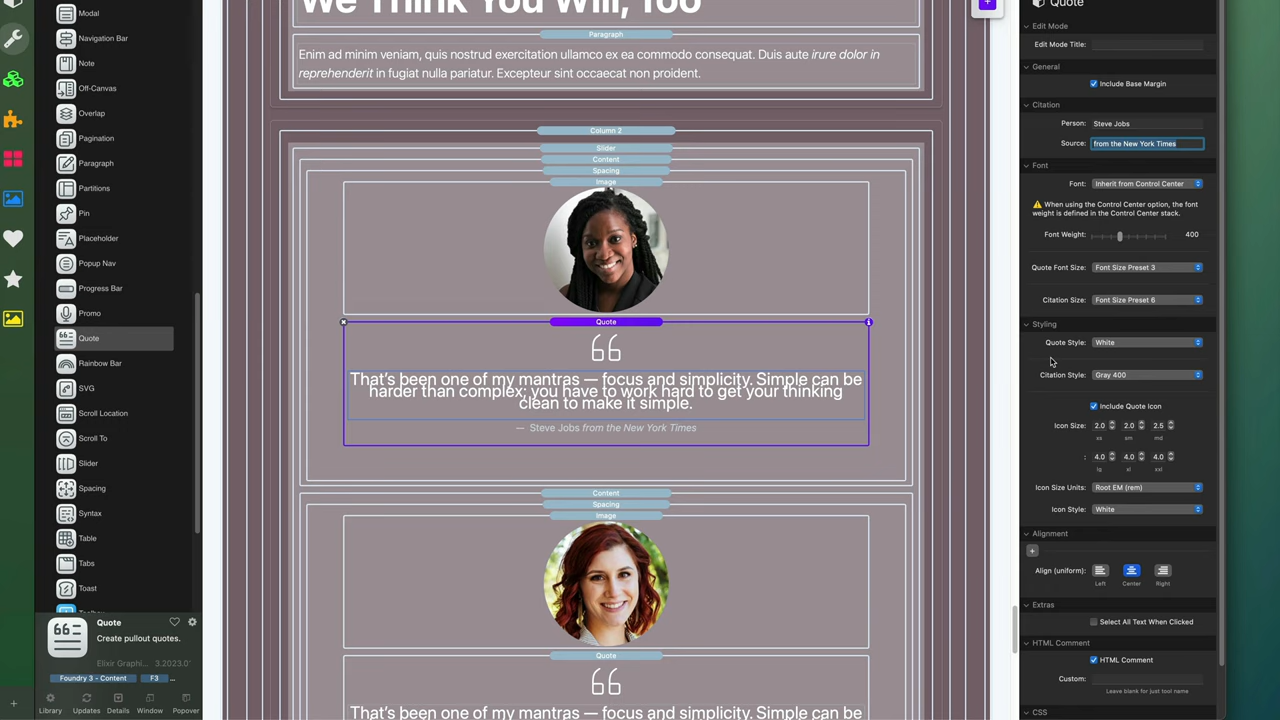 Modal
Navigation Bar
Note
Off-Canvas
Overlap
Pagination
Paragraph
Partitions
Pin
Placeholder
Popup Nav
Progress Bar
Promo
Quote
Rainbow Bar
SVG
Scroll Location
Scroll To
Slider
Spacing
Syntax
Table
Tabs
Toast
Quote
Create pullout quotes.
Elixir Graphi... 3.2023.0
Foundry 3 - Content F3 ...
Library Updates Details Window Popover
We Think You Will, Too
Paragraph
Enim ad minim veniam, quis nostrud exercitation ullamco ex ea commodo consequat. Duis aute irure dolor in
reprehenderit in fugiat nulla pariatur. Excepteur sint occaecat non proident.
Column 2
Slider
Content
Spacing
Image
Quote
That's been one of my mantras — focus and simplicity. Simple can be
harder than complex; you have to work hard to get your thinking
clean to make it simple.
— Steve Jobs from the New York Times
Content
Spacing
Image
Quote
That's been one of my mantras — focus and simplicity. Simple can be
Quote
Edit Mode
Edit Mode Title:
General
Include Base Margin
Citation
Person: Steve Jobs
Source: from the New York Times
Font
Font: Inherit from Control Center
When using the Control Center option, the font
weight is defined in the Control Center stack.
Font Weight: 400
Quote Font Size: Font Size Preset 3
Citation Size: Font Size Preset 6
Styling
Quote Style: White
Citation Style: Gray 400
Include Quote Icon
Icon Size: 2.0 2.0 2.5
xs sm md
: 4.0 4.0 4.0
lg xl xxl
Icon Size Units: Root EM (rem)
Icon Style: White
Alignment
Align (uniform):
Left Center Right
Extras
Select All Text When Clicked
HTML Comment
HTML Comment
Custom:
Leave blank for just tool name
CSS